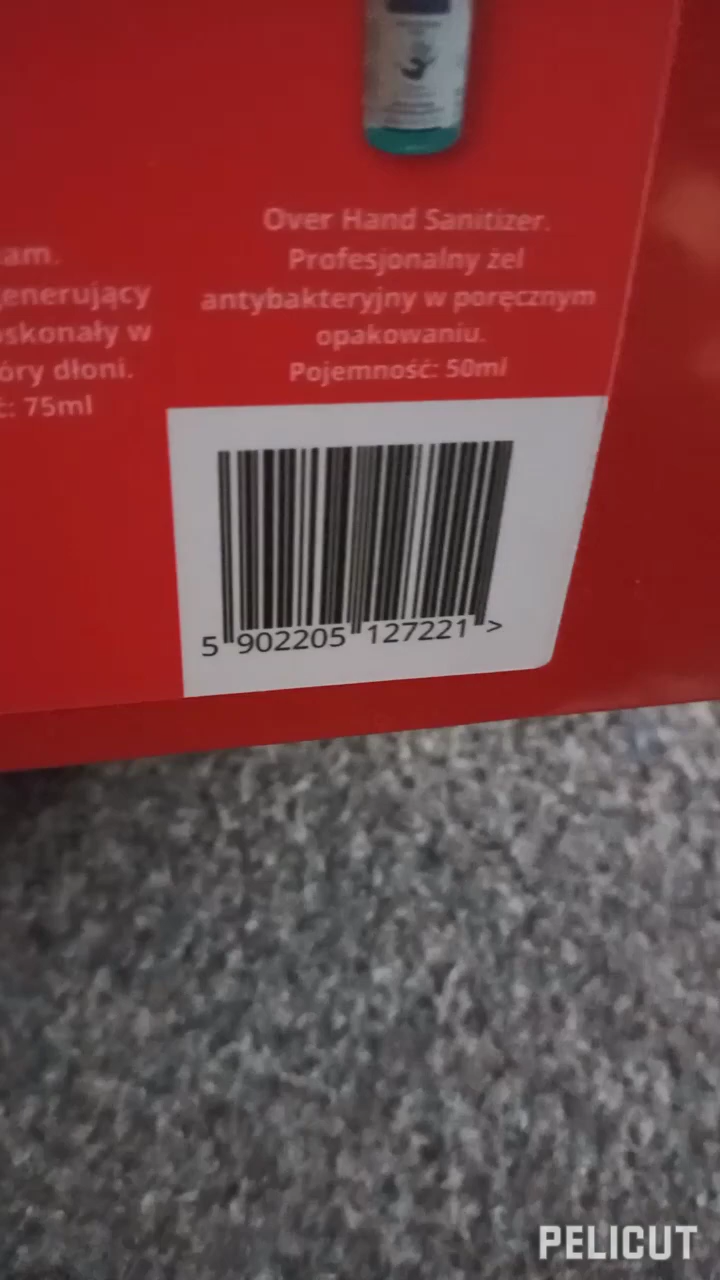 am.
enerujący
skonały w
óry dłoni.
: 75ml
Over Hand Sanitizer.
Profesjonalny żel
antybakteryjny w poręcznym
opakowaniu.
Pojemność: 50ml
5 902205 127221 >
PELICUT